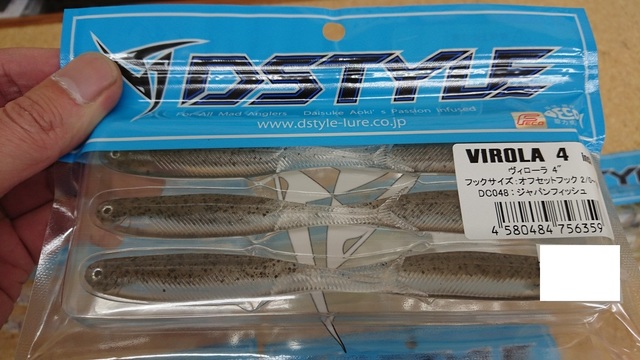 DSTYLE
For All Mad Anglers Daisuke Aoki's Passion Infused
www.dstyle-lure.co.jp
Feco
VIROLA 4
ヴィローラ 4"
フックサイズ:オフセットフック 2/0~
DC048:ジャパンフィッシュ
4 580484 756359